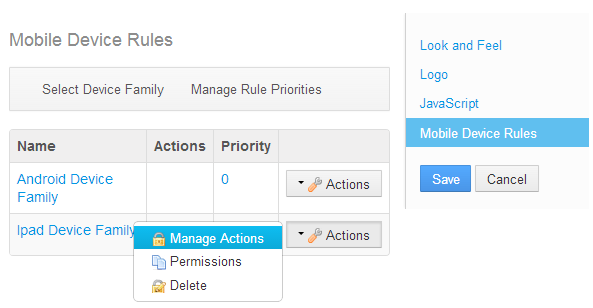 Mobile Device Rules
Select Device Family Manage Rule Priorities
Name Actions Priority
Android Device
Family
0
Actions
Ipad Device Family
Actions
Manage Actions
Permissions
Delete
Look and Feel
Logo
JavaScript
Mobile Device Rules
Save Cancel